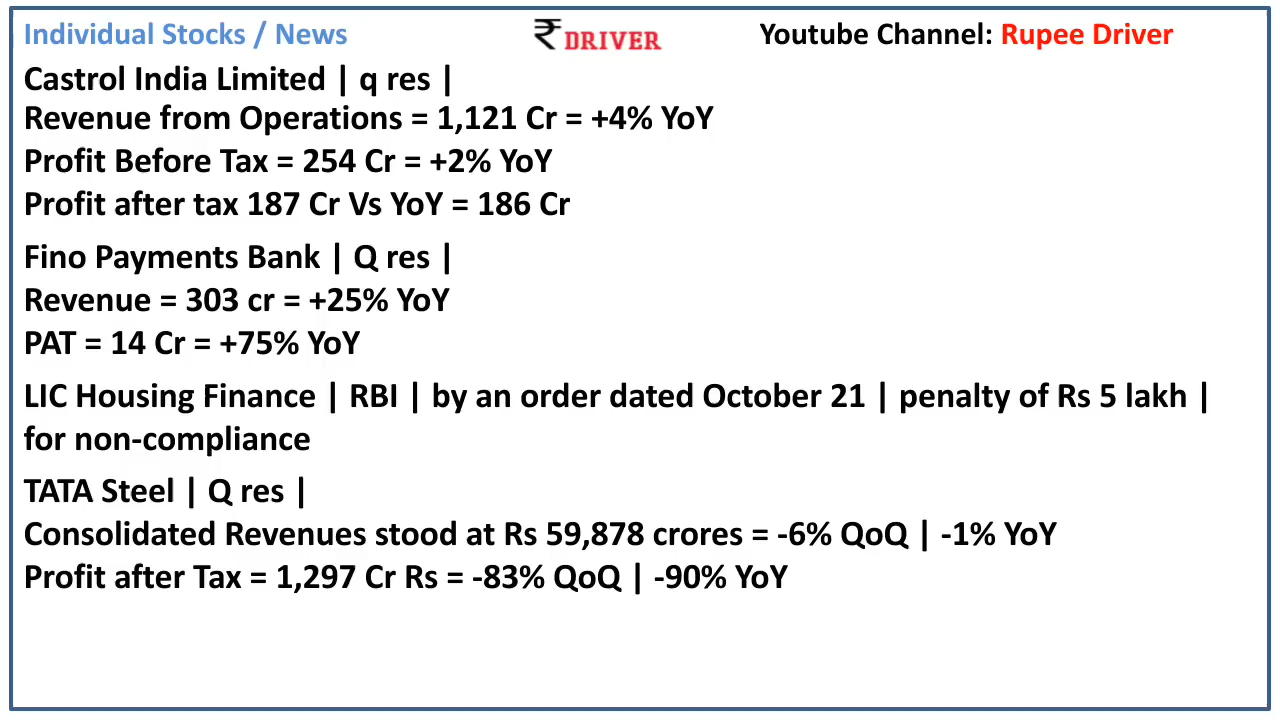 Individual Stocks / News
₹ DRIVER
Youtube Channel: Rupee Driver
Castrol India Limited | q res |
Revenue from Operations = 1,121 Cr = +4% YoY
Profit Before Tax = 254 Cr = +2% YoY
Profit after tax 187 Cr Vs YoY = 186 Cr
Fino Payments Bank | Q res |
Revenue = 303 cr = +25% YoY
PAT = 14 Cr = +75% YoY
LIC Housing Finance | RBI | by an order dated October 21 | penalty of Rs 5 lakh |
for non-compliance
TATA Steel | Q res |
Consolidated Revenues stood at Rs 59,878 crores = -6% QoQ | -1% YoY
Profit after Tax = 1,297 Cr Rs = -83% QoQ | -90% YoY